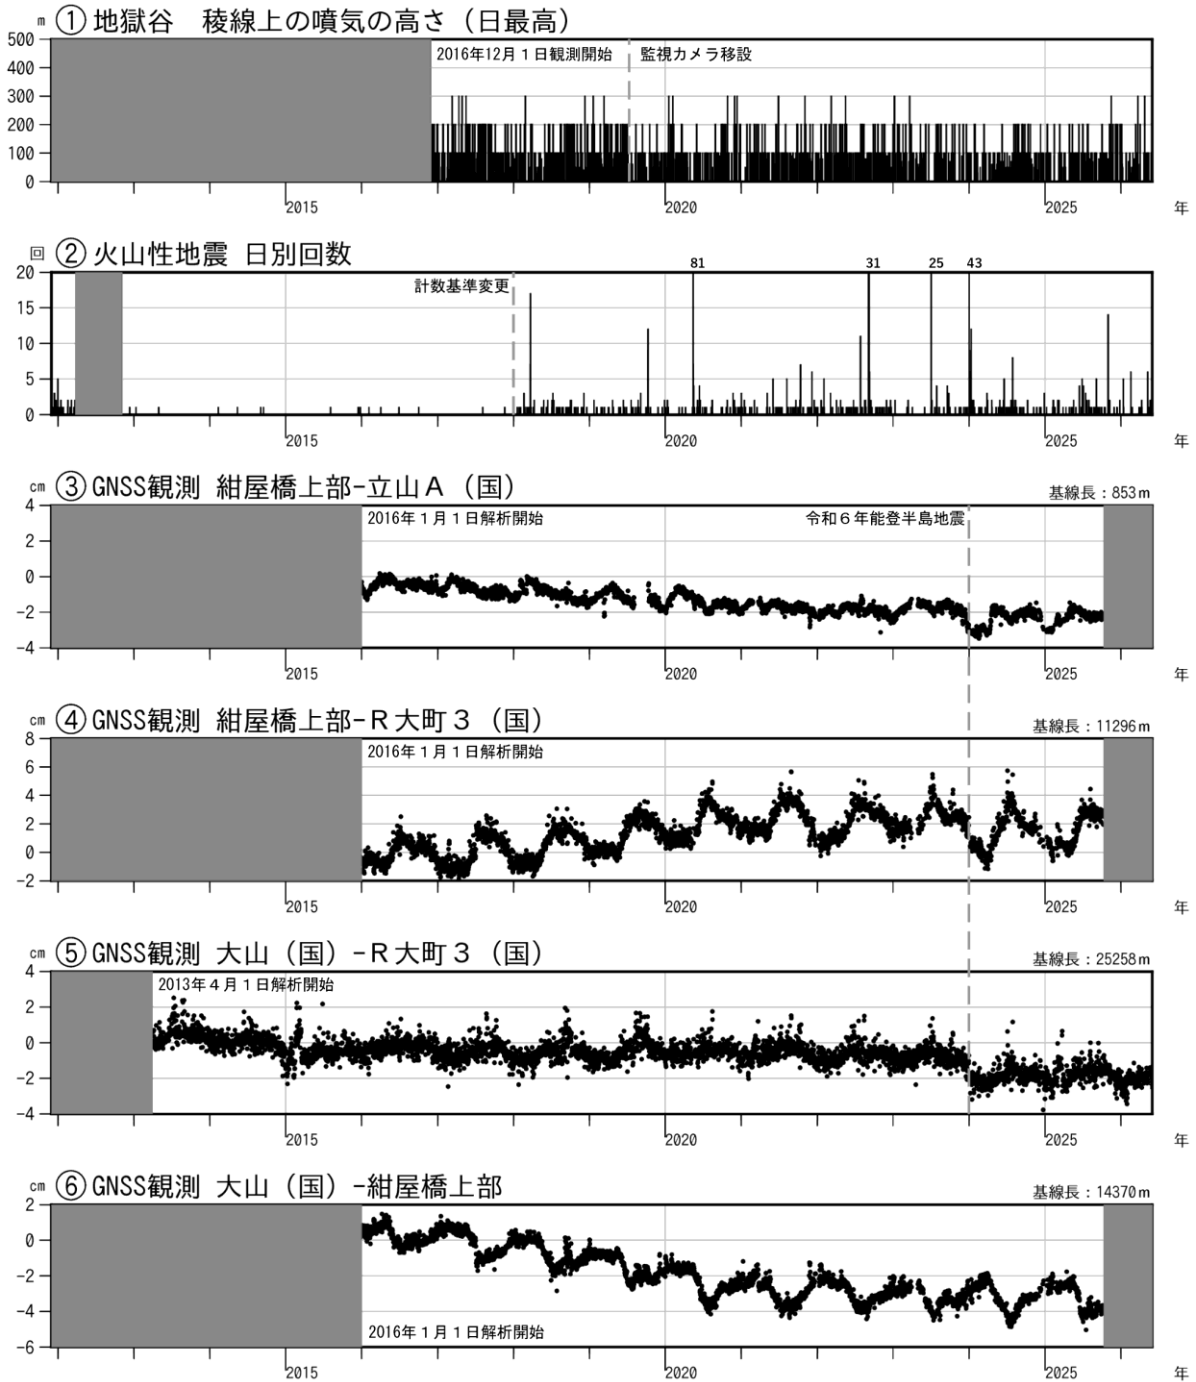 m ① 地獄谷 稜線上の噴気の高さ（日最高）
500
400
300
200
100
0
2016年12月１日観測開始
監視カメラ移設
2015
2020
2025
年
回 ② 火山性地震 日別回数
81
31
25
43
20
15
10
5
0
計数基準変更
2015
2020
2025
年
cm ③ GNSS観測 紺屋橋上部−立山Ａ（国）
基線長：853m
4
2
0
-2
-4
2016年１月１日解析開始
令和６年能登半島地震
2015
2020
2025
年
cm ④ GNSS観測 紺屋橋上部−Ｒ大町３（国）
基線長：11296m
8
6
4
2
0
-2
2016年１月１日解析開始
2015
2020
2025
年
cm ⑤ GNSS観測 大山（国）−Ｒ大町３（国）
基線長：25258m
4
2
0
-2
-4
2013年４月１日解析開始
2015
2020
2025
年
cm ⑥ GNSS観測 大山（国）−紺屋橋上部
基線長：14370m
2
0
-2
-4
-6
2016年１月１日解析開始
2015
2020
2025
年